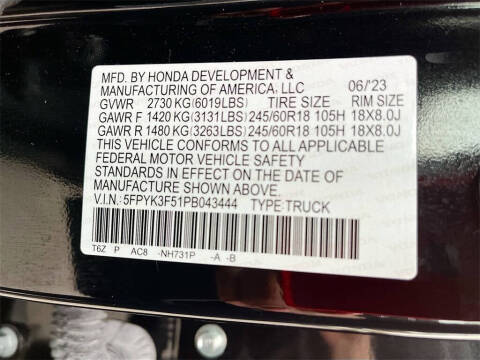 MFD. BY HONDA DEVELOPMENT &
MANUFACTURING OF AMERICA, LLC 06/23
GVWR 2730 KG(6019LBS) TIRE SIZE RIM SIZE
GAWR F 1420 KG(3131LBS) 245/60R18 105H 18X8.0J
GAWR R 1480 KG(3263LBS) 245/60R18 105H 18X8.0J
THIS VEHICLE CONFORMS TO ALL APPLICABLE
FEDERAL MOTOR VEHICLE SAFETY
STANDARDS IN EFFECT ON THE DATE OF
MANUFACTURE SHOWN ABOVE.
V.I.N.:5FPYK3F51PB043444 TYPE:TRUCK
T6Z P AC8 -NH731P -A -B